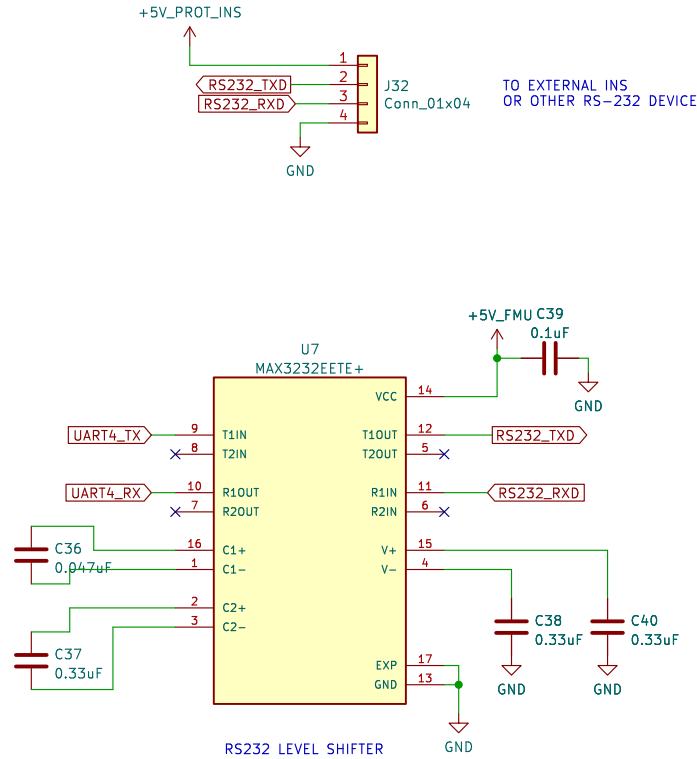 +5V_PROT_INS
1
RS232_TXD 2
RS232_RXD 3
4
J32
Conn_01x04
GND
TO EXTERNAL INS
OR OTHER RS-232 DEVICE
+5V_FMU
C39
0.1uF
GND
U7
MAX3232EETE+
VCC 14
UART4_TX 9 T1IN
T1OUT 12 RS232_TXD
8 T2IN
T2OUT 5
UART4_RX 10 R1OUT
R1IN 11 RS232_RXD
7 R2OUT
R2IN 6
16 C1+
V+ 15
C36
0.047uF
1 C1-
V- 4
2 C2+
3 C2-
C38
0.33uF
C40
0.33uF
C37
0.33uF
EXP 17
GND 13
GND
GND
GND
RS232 LEVEL SHIFTER